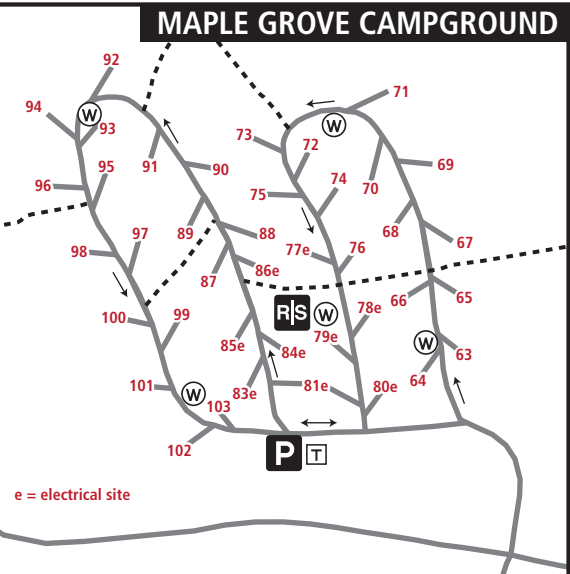 MAPLE GROVE CAMPGROUND
92
71
94
W
93
W
73
72
69
91
90
95
96
75
74
70
89
88
68
97
98
77e
76
67
87
86e
66
65
100
99
R|S
W
78e
79e
85e
84e
W
63
64
101
W
103
83e
81e
80e
102
P
T
e = electrical site